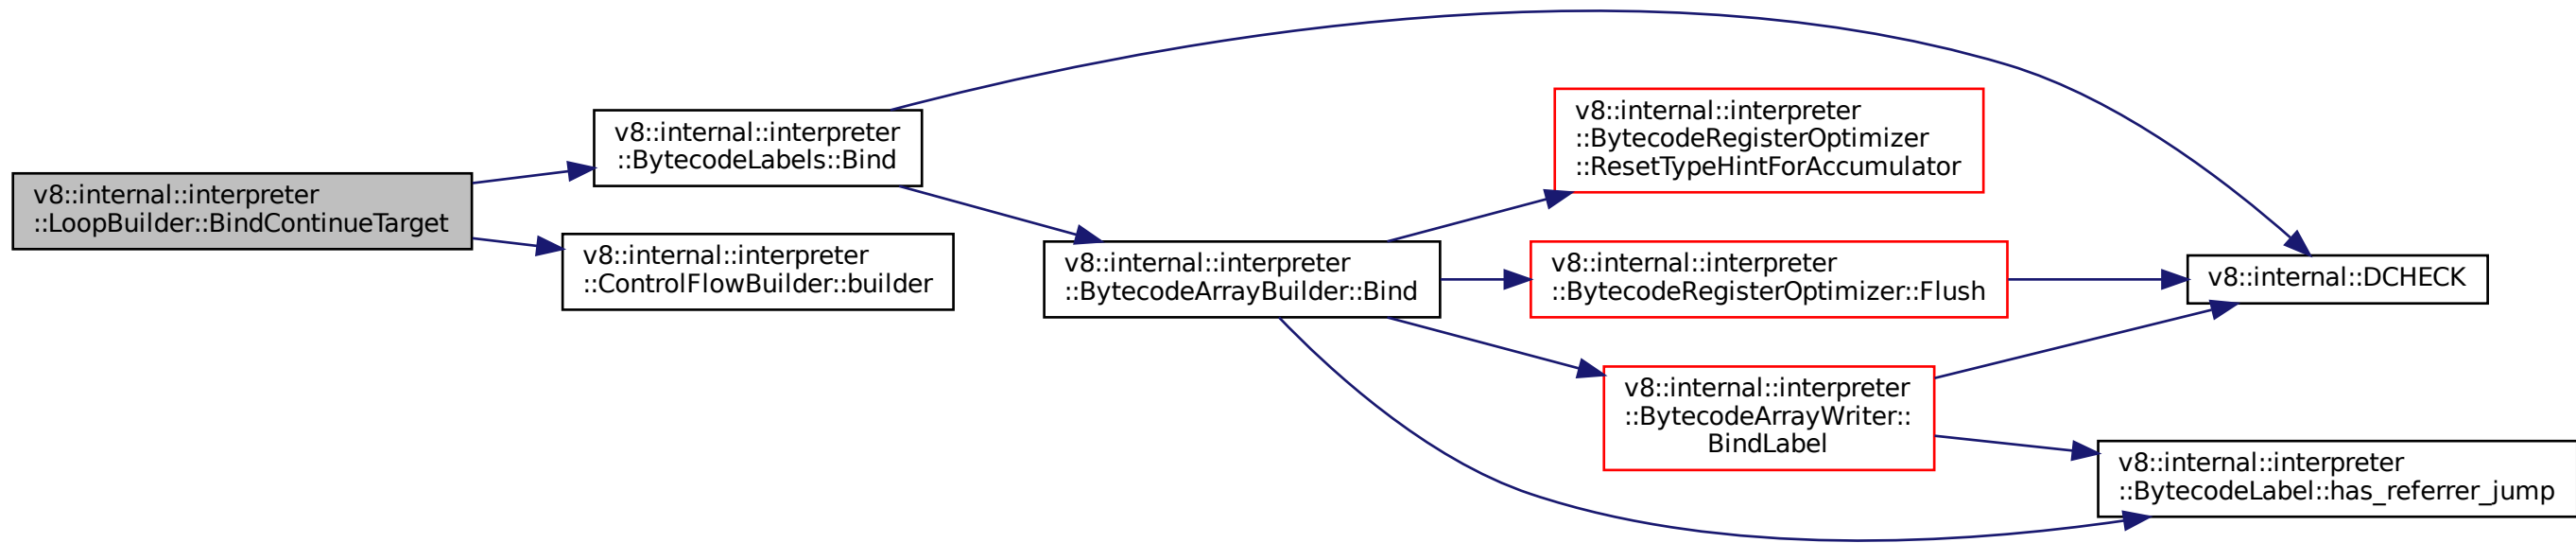 v8::internal::interpreter
::LoopBuilder::BindContinueTarget
v8::internal::interpreter
::BytecodeLabels::Bind
v8::internal::interpreter
::ControlFlowBuilder::builder
v8::internal::interpreter
::BytecodeArrayBuilder::Bind
v8::internal::interpreter
::BytecodeRegisterOptimizer
::ResetTypeHintForAccumulator
v8::internal::interpreter
::BytecodeRegisterOptimizer::Flush
v8::internal::interpreter
::BytecodeArrayWriter::
BindLabel
v8::internal::DCHECK
v8::internal::interpreter
::BytecodeLabel::has_referrer_jump